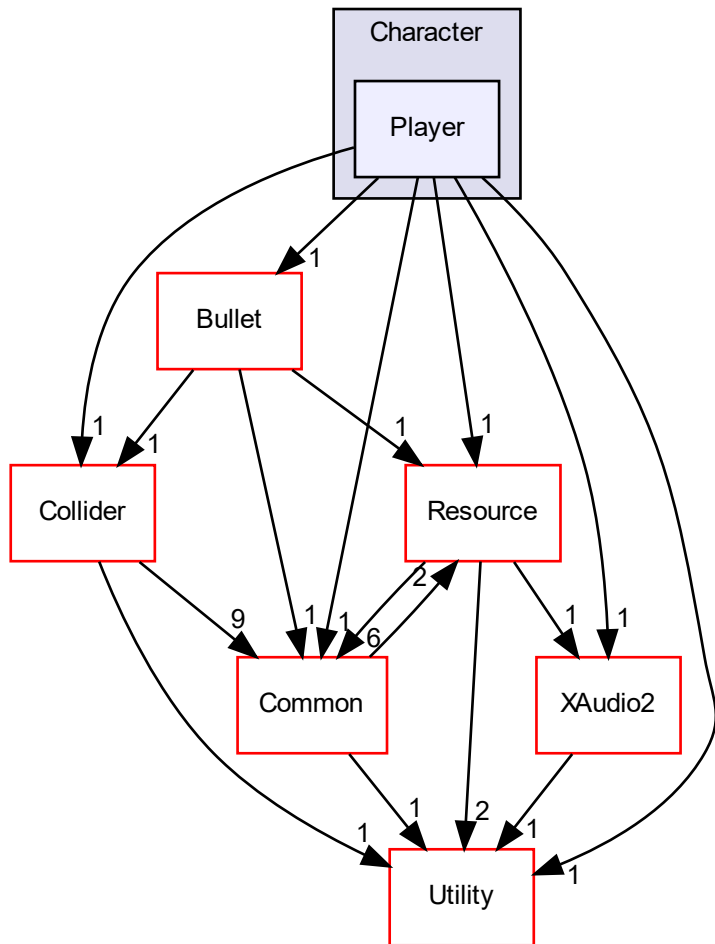 Character
Player
1
Bullet
1
1
1
1
1
Collider
Resource
9
1
1
2
6
1
1
Common
XAudio2
1
1
2
1
1
Utility